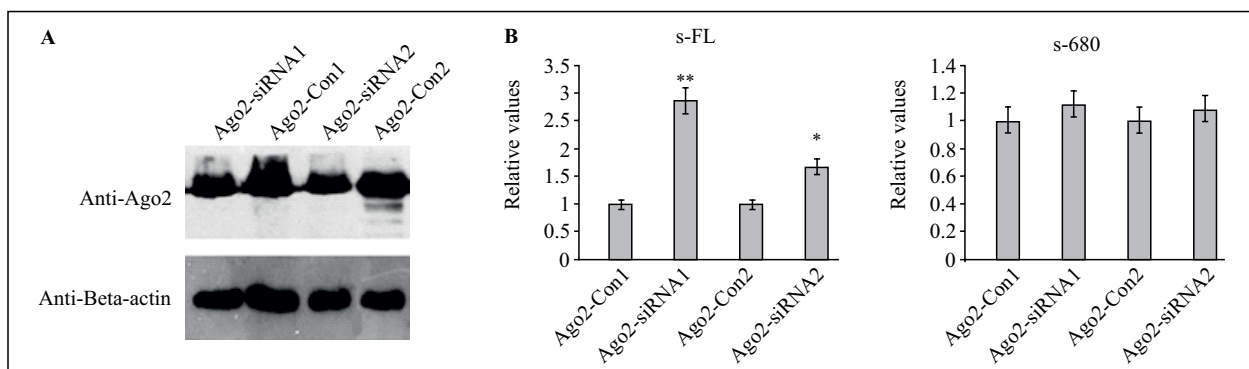 A
Ago2-siRNA1
Ago2-Con1
Ago2-siRNA2
Ago2-Con2
Anti-Ago2
Anti-Beta-actin
B
s-FL
Relative values
3.5
3
2.5
2
1.5
1
0.5
0
**
*
Ago2-Con1
Ago2-siRNA1
Ago2-Con2
Ago2-siRNA2
s-680
Relative values
1.4
1.2
1
0.8
0.6
0.4
0.2
0
Ago2-Con1
Ago2-siRNA1
Ago2-Con2
Ago2-siRNA2